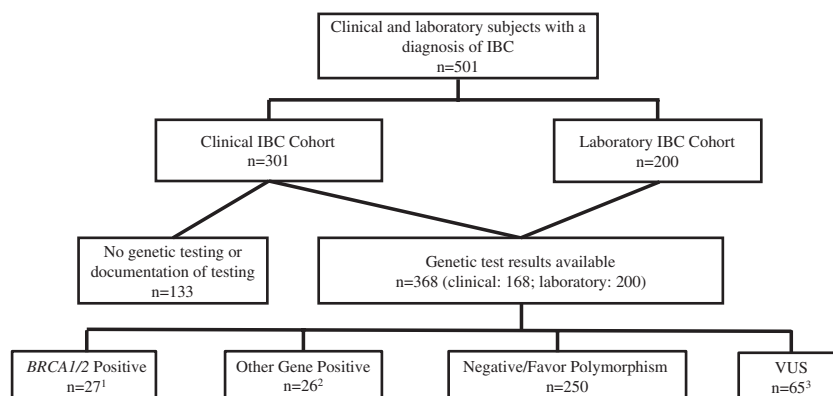 Clinical and laboratory subjects with a
diagnosis of IBC
n=501
Clinical IBC Cohort
n=301
Laboratory IBC Cohort
n=200
No genetic testing or
documentation of testing
n=133
Genetic test results available
n=368 (clinical: 168; laboratory: 200)
BRCA1/2 Positive
n=27¹
Other Gene Positive
n=26²
Negative/Favor Polymorphism
n=250
VUS
n=65³